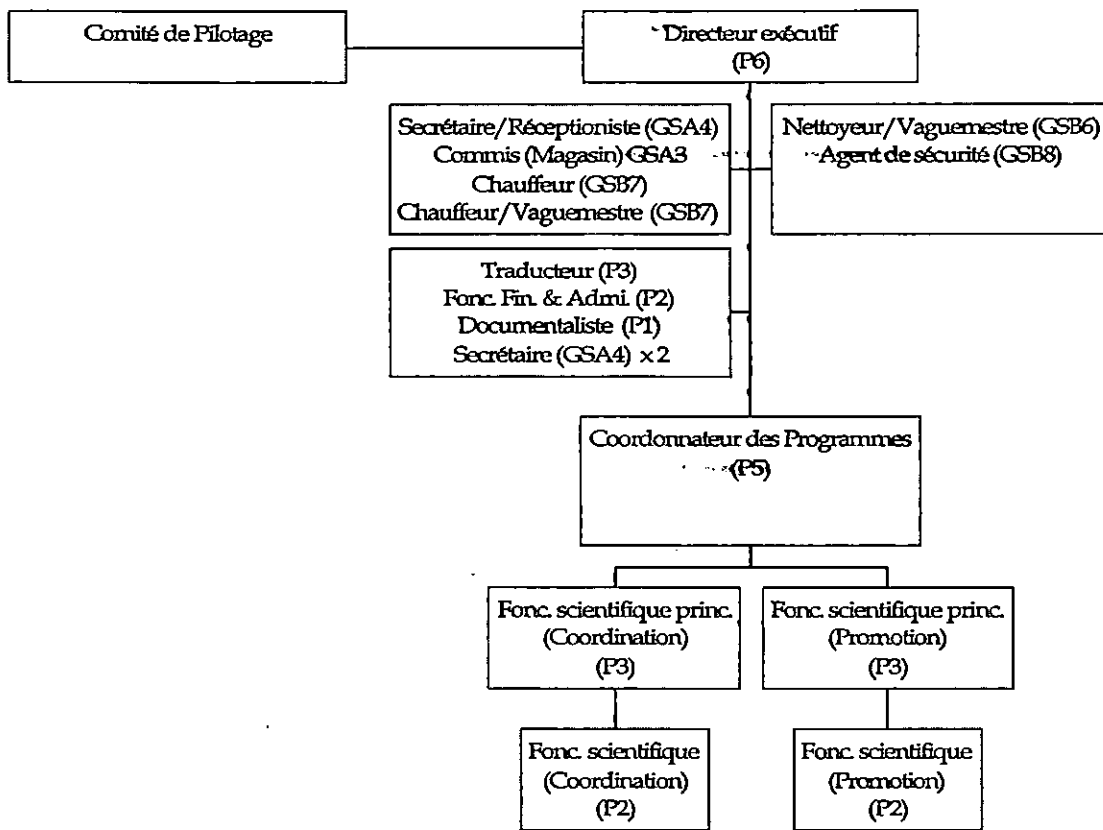 Comité de Pilotage
Directeur exécutif
(P6)
Secrétaire/Réceptioniste (GSA4)
Commis (Magasin) GSA3
Chauffeur (GSB7)
Chauffeur/Vaguemestre (GSB7)
Nettoyeur/Vaguemestre (GSB6)
Agent de sécurité (GSB8)
Traducteur (P3)
Fonc. Fin. & Admi. (P2)
Documentaliste (P1)
Secrétaire (GSA4) x 2
Coordonnateur des Programmes
(P5)
Fonc. scientifique princ.
(Coordination)
(P3)
Fonc. scientifique princ.
(Promotion)
(P3)
Fonc. scientifique
(Coordination)
(P2)
Fonc. scientifique
(Promotion)
(P2)